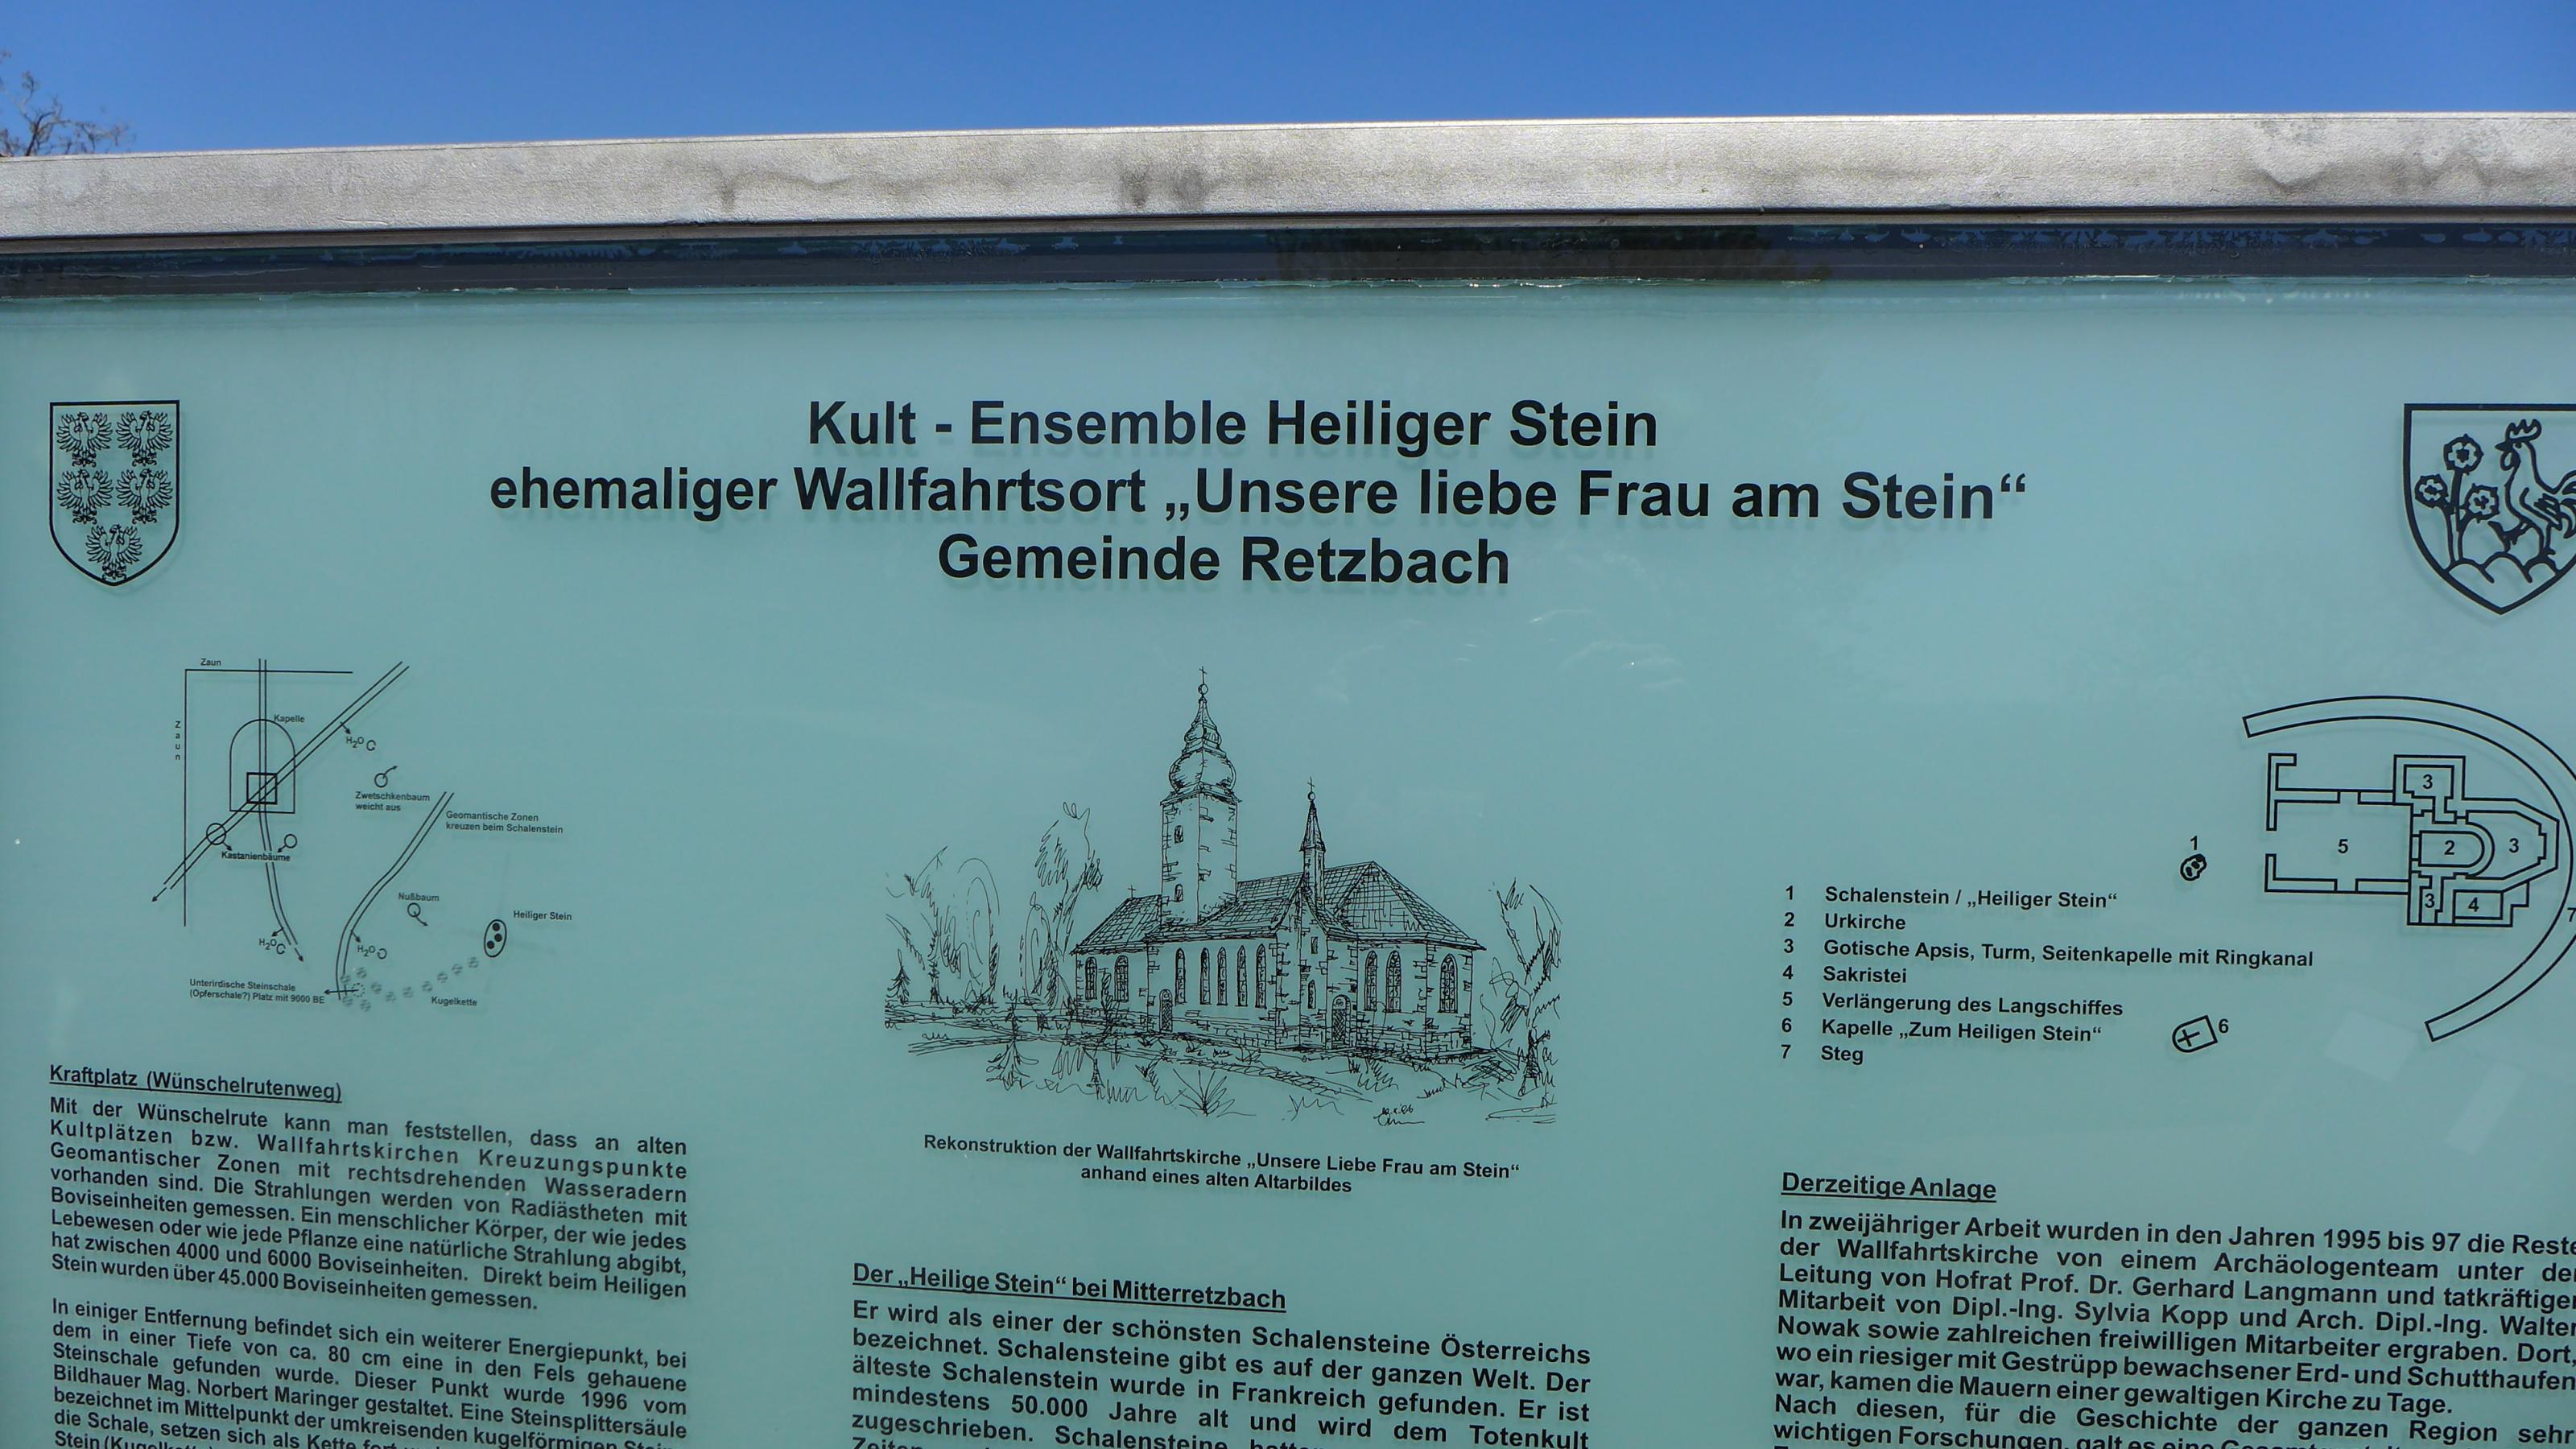 Kult - Ensemble Heiliger Stein
ehemaliger Wallfahrtsort „Unsere liebe Frau am Stein“
Gemeinde Retzbach
Zaun
Zaun
Kapelle
H₂O
Zwetschkenbaum
weicht aus
Geomantische Zonen
kreuzen beim Schalenstein
Kastanienbäume
Nußbaum
Heiliger Stein
H₂O
H₂O
Unterirdische Steinschale
(Opferschale?) Platz mit 9000 BE
Kugelkette
Kraftplatz (Wünschelrutenweg)
Mit der Wünschelrute kann man feststellen, dass an alten
Kultplätzen bzw. Wallfahrtskirchen Kreuzungspunkte
Geomantischer Zonen mit rechtsdrehenden Wasseradern
vorhanden sind. Die Strahlungen werden von Radiästheten mit
Boviseinheiten gemessen. Ein menschlicher Körper, der wie jedes
Lebewesen oder wie jede Pflanze eine natürliche Strahlung abgibt,
hat zwischen 4000 und 6000 Boviseinheiten. Direkt beim Heiligen
Stein wurden über 45.000 Boviseinheiten gemessen.
In einiger Entfernung befindet sich ein weiterer Energiepunkt, bei
dem in einer Tiefe von ca. 80 cm eine in den Fels gehauene
Steinschale gefunden wurde. Dieser Punkt wurde 1996 vom
Bildhauer Mag. Norbert Maringer gestaltet. Eine Steinsplittersäule
bezeichnet im Mittelpunkt der umkreisenden kugelförmigen
die Schale, setzen sich als Kette
Stein
Rekonstruktion der Wallfahrtskirche „Unsere Liebe Frau am Stein“
anhand eines alten Altarbildes
Der „Heilige Stein“ bei Mitterretzbach
Er wird als einer der schönsten Schalensteine Österreichs
bezeichnet. Schalensteine gibt es auf der ganzen Welt. Der
älteste Schalenstein wurde in Frankreich gefunden. Er ist
mindestens 50.000 Jahre alt und wird dem Totenkult
zugeschrieben. Schalensteine
1
3
5
2
3
3
4
7
6
1 Schalenstein / „Heiliger Stein“
2 Urkirche
3 Gotische Apsis, Turm, Seitenkapelle mit Ringkanal
4 Sakristei
5 Verlängerung des Langschiffes
6 Kapelle „Zum Heiligen Stein“
7 Steg
Derzeitige Anlage
In zweijähriger Arbeit wurden in den Jahren 1995 bis 97 die Reste
der Wallfahrtskirche von einem Archäologenteam unter der
Leitung von Hofrat Prof. Dr. Gerhard Langmann und tatkräftiger
Mitarbeit von Dipl.-Ing. Sylvia Kopp und Arch. Dipl.-Ing. Walter
Nowak sowie zahlreichen freiwilligen Mitarbeiter ergraben. Dort,
wo ein riesiger mit Gestrüpp bewachsener Erd- und Schutthaufen
war, kamen die Mauern einer gewaltigen Kirche zu Tage.
Nach diesen, für die Geschichte der ganzen Region sehr
wichtigen Forschungen, galt es eine